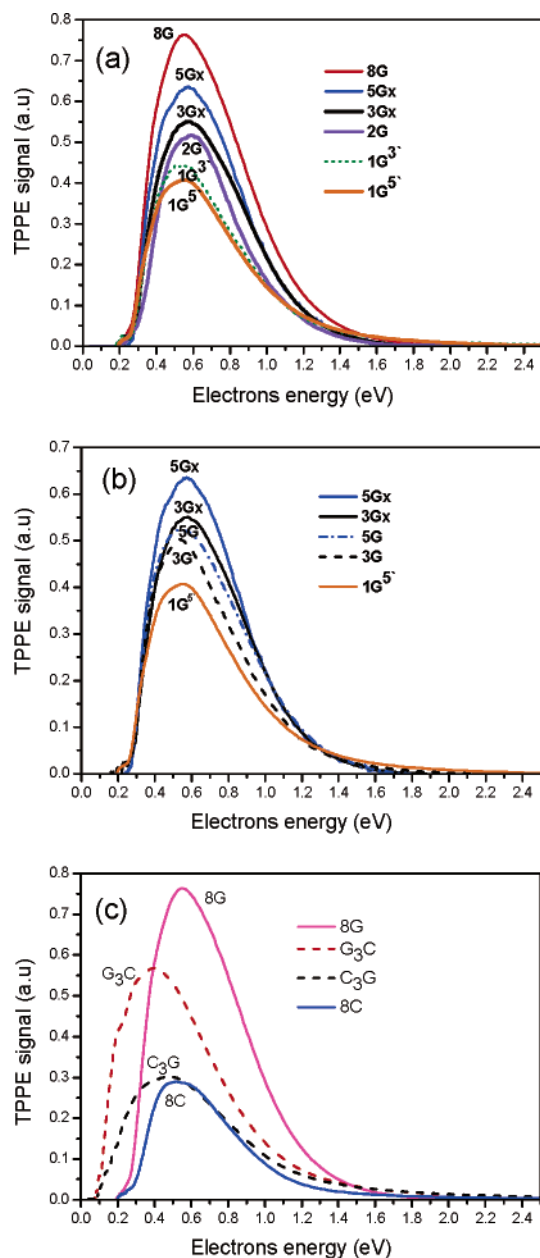 (a)
8G
5Gx
3Gx
2G
1G3`
1G5`
8G
5Gx
3Gx
2G
1G3`
1G5`
TPPE signal (a.u)
0.8
0.7
0.6
0.5
0.4
0.3
0.2
0.1
0.0
0.0 0.2 0.4 0.6 0.8 1.0 1.2 1.4 1.6 1.8 2.0 2.2 2.4
Electrons energy (eV)
(b)
5Gx
3Gx
5G
3G
1G5`
5Gx
3Gx
5G
3G
1G5`
TPPE signal (a.u)
0.7
0.6
0.5
0.4
0.3
0.2
0.1
0.0
0.0 0.2 0.4 0.6 0.8 1.0 1.2 1.4 1.6 1.8 2.0 2.2 2.4
Electrons energy (eV)
(c)
8G
G3C
C3G
8C
8G
G3C
C3G
8C
TPPE signal (a.u)
0.8
0.7
0.6
0.5
0.4
0.3
0.2
0.1
0.0
0.0 0.2 0.4 0.6 0.8 1.0 1.2 1.4 1.6 1.8 2.0 2.2 2.4
Electrons energy (eV)